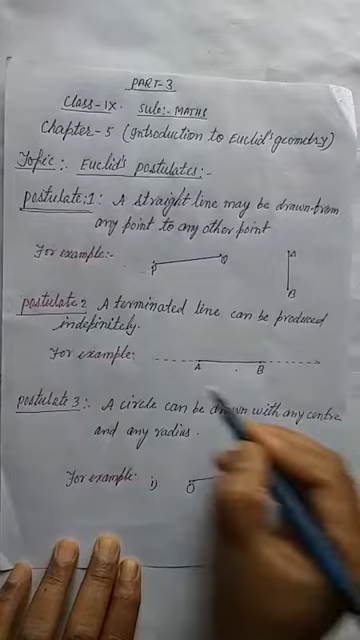 PART-3
Class-IX. Sub:- MATHS
Chapter-5 (Introduction to Euclid's geometry)
Topic:. Euclid's postulates:-
postulate:1: A straight line may be drawn from
any point to any other point
For example:-
P Q A
B
postulate 2 A terminated line can be produced
indefinitely.
For example:
A B
postulate 3:. A circle can be drawn with any centre
and any radius.
For example: i)
O